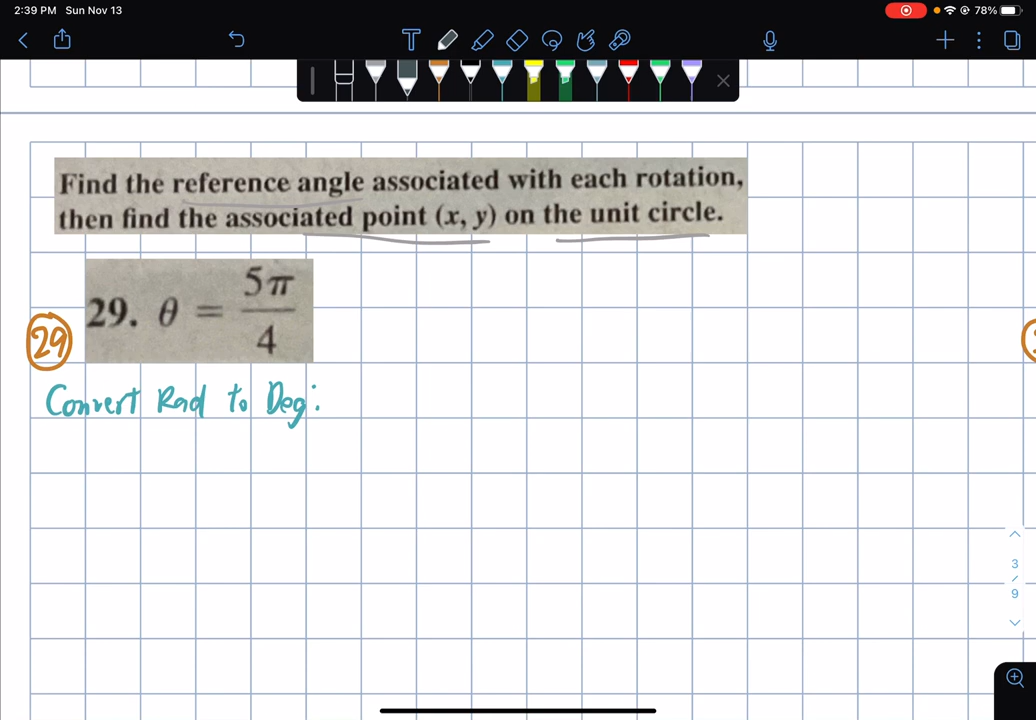 2:39 PM Sun Nov 13
78%
T
Find the reference angle associated with each rotation,
then find the associated point (x, y) on the unit circle.
29. θ = 5π/4
29
Convert Rad to Deg:
3
/
9